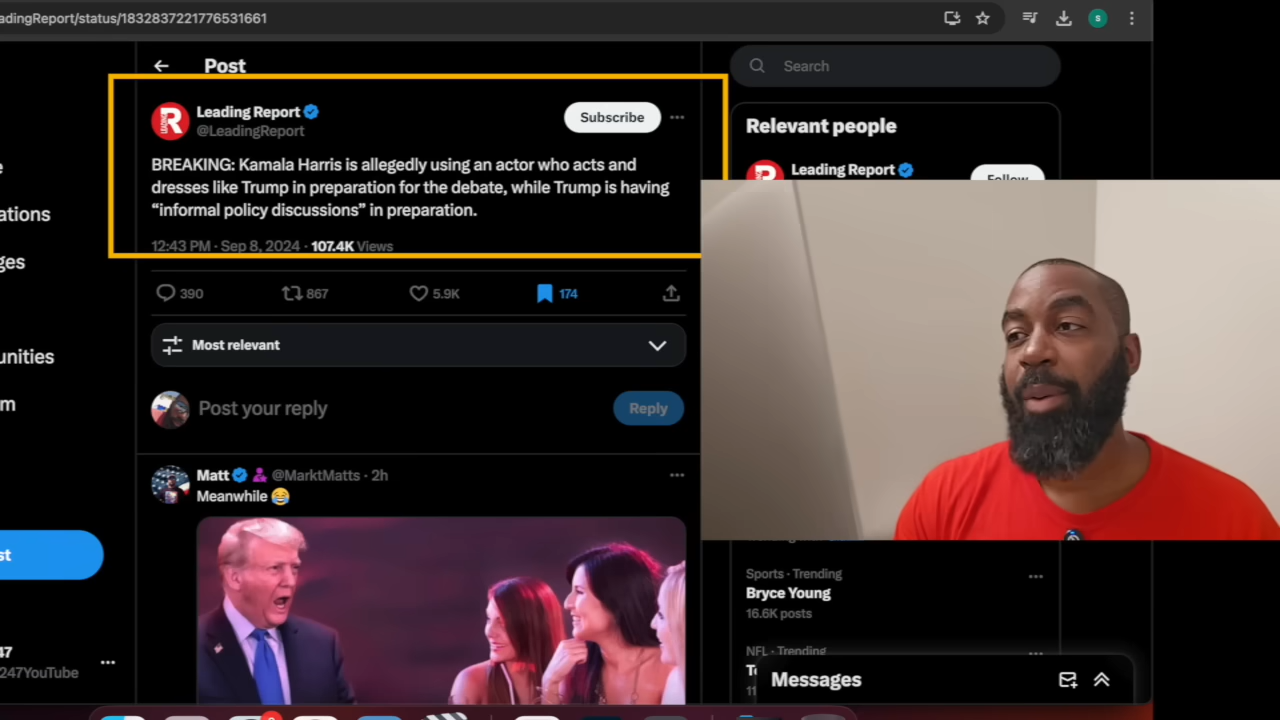 adingReport/status/1832837221776531661
Post
Search
Leading Report
Subscribe
@LeadingReport
BREAKING: Kamala Harris is allegedly using an actor who acts and
dresses like Trump in preparation for the debate, while Trump is having
“informal policy discussions” in preparation.
12:43 PM · Sep 8, 2024 · 107.4K Views
390
867
5.9K
174
Most relevant
Post your reply
Reply
Matt @MarktMatts · 2h
Meanwhile 😂
Relevant people
Leading Report
Follow
ations
ges
unities
m
st
47
247YouTube
Sports · Trending
Bryce Young
16.6K posts
NFL · Trending
Messages